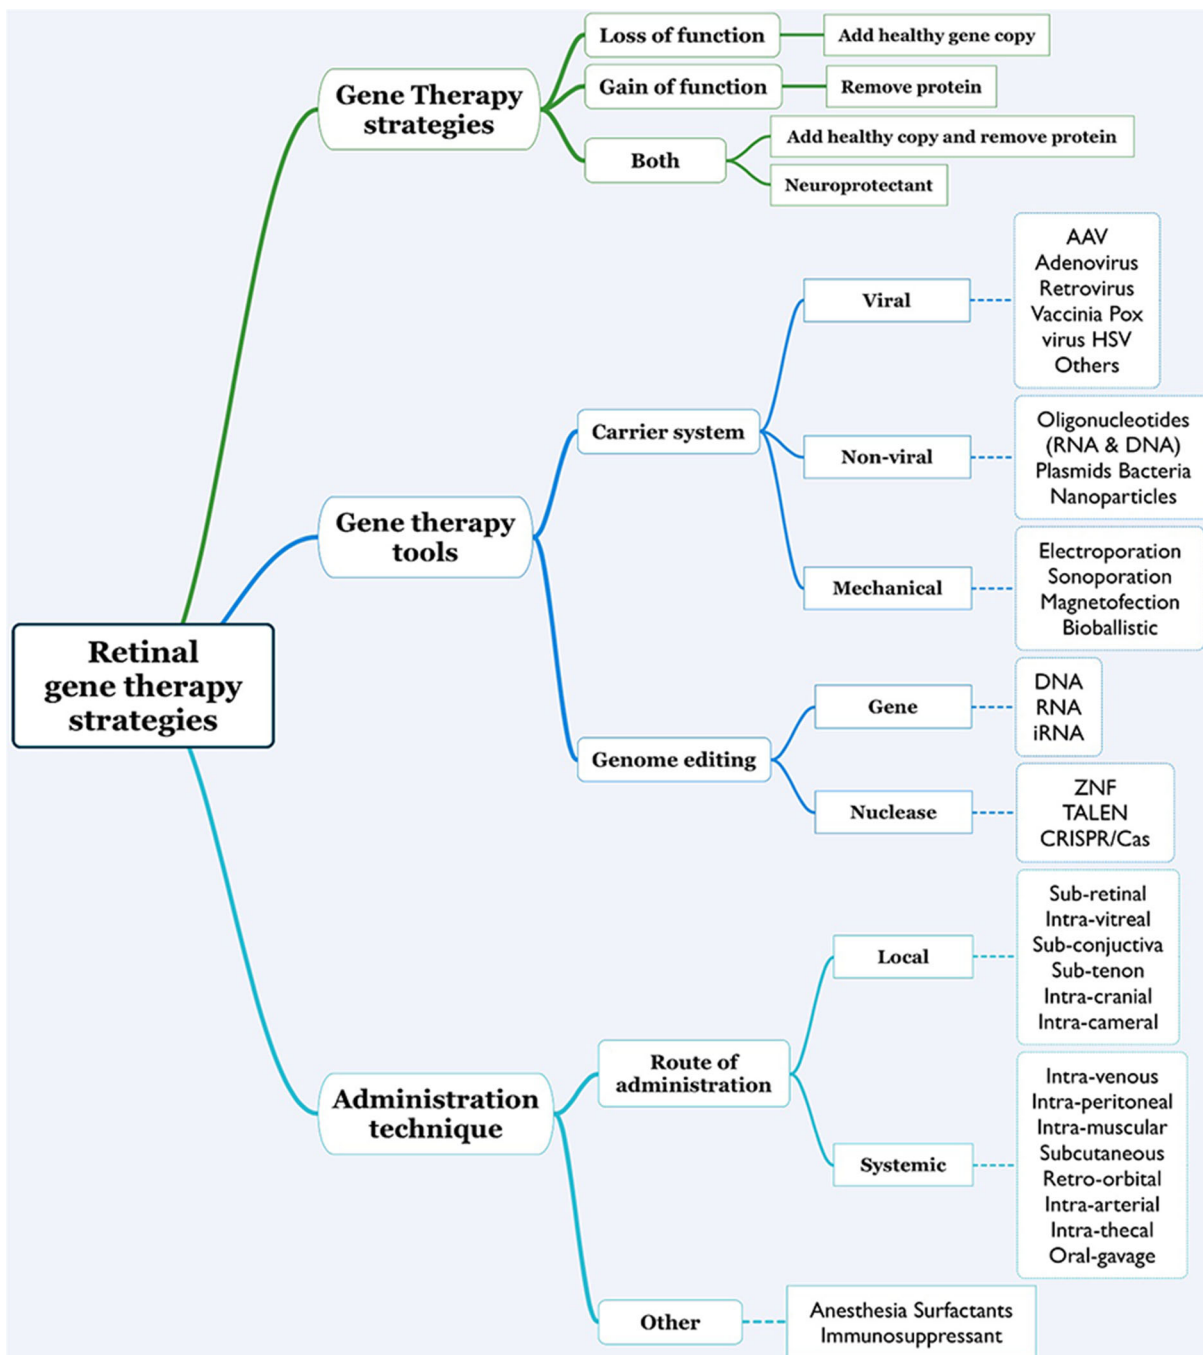 Loss of function
Add healthy gene copy
Gene Therapy
strategies
Gain of function
Remove protein
Both
Add healthy copy and remove protein
Neuroprotectant
Retinal
gene therapy
strategies
Gene therapy
tools
Carrier system
Viral
AAV
Adenovirus
Retrovirus
Vaccinia Pox
virus HSV
Others
Non-viral
Oligonucleotides
(RNA & DNA)
Plasmids Bacteria
Nanoparticles
Mechanical
Electroporation
Sonoporation
Magnetofection
Bioballistic
Genome editing
Gene
DNA
RNA
iRNA
Nuclease
ZNF
TALEN
CRISPR/Cas
Administration
technique
Route of
administration
Local
Sub-retinal
Intra-vitreal
Sub-conjuctiva
Sub-tenon
Intra-cranial
Intra-cameral
Systemic
Intra-venous
Intra-peritoneal
Intra-muscular
Subcutaneous
Retro-orbital
Intra-arterial
Intra-thecal
Oral-gavage
Other
Anesthesia Surfactants
Immunosuppressant